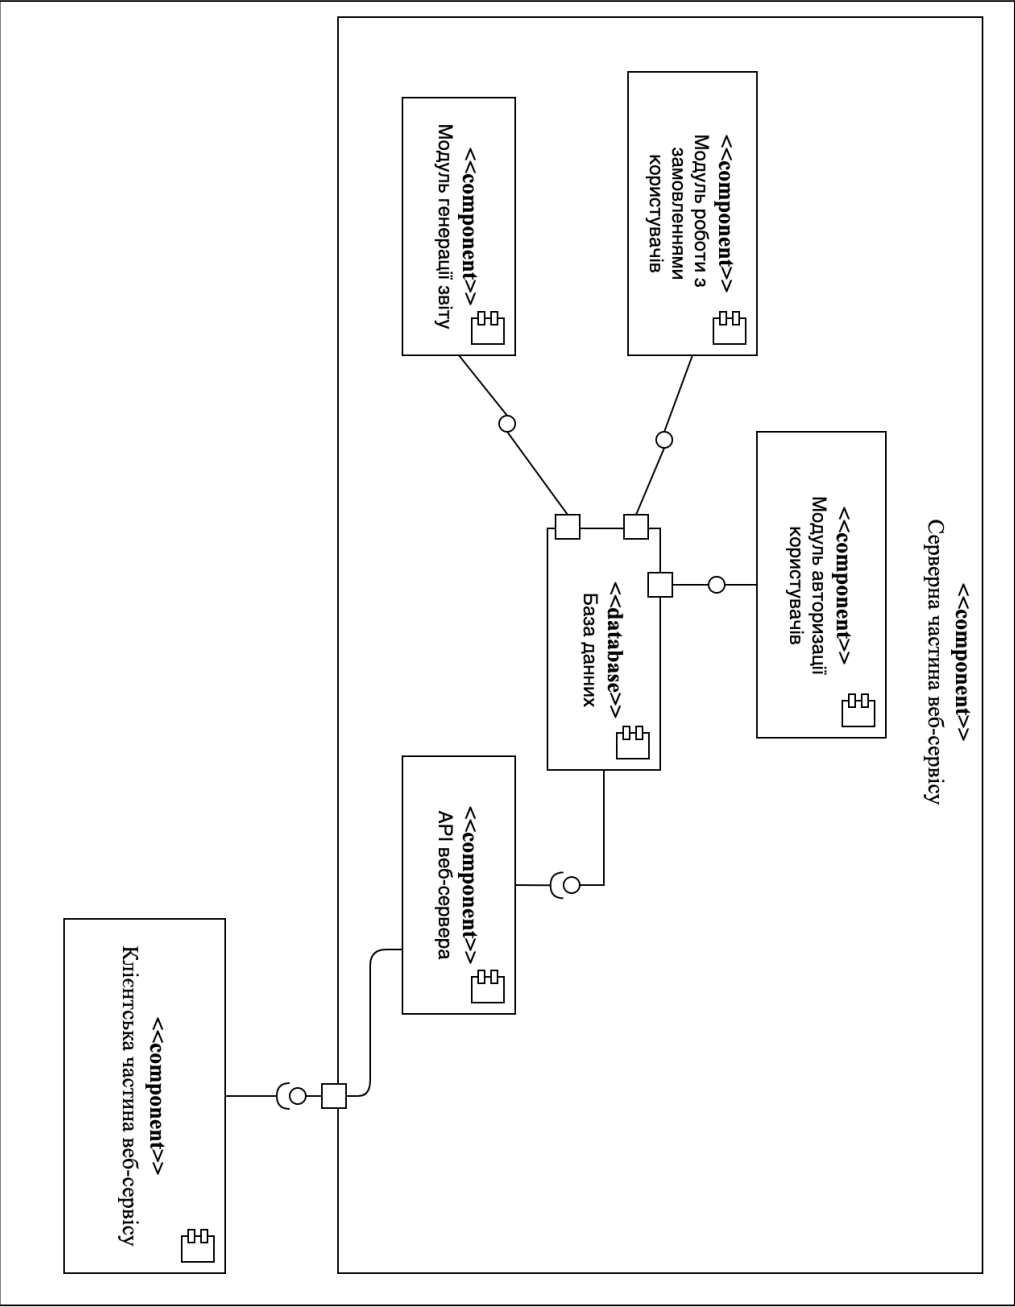 <<component>>
Серверна частина веб-сервісу
<<component>>
Модуль роботи з
замовленнями
користувачів
<<component>>
Модуль авторизації
користувачів
<<component>>
Модуль генерації звіту
<<database>>
База данних
<<component>>
АРІ веб-сервера
<<component>>
Клієнтська частина веб-сервісу